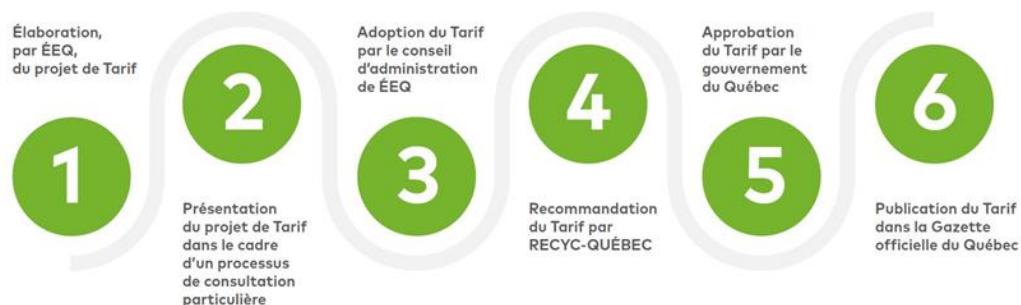 Élaboration,
par ÉEQ,
du projet de Tarif
1
2
Présentation
du projet de Tarif
dans le cadre
d'un processus
de consultation
particulière
Adoption du Tarif
par le conseil
d'administration
de ÉEQ
3
4
Recommandation
du Tarif par
RECYC-QUÉBEC
Approbation
du Tarif par le
gouvernement
du Québec
5
6
Publication du Tarif
dans la Gazette
officielle du Québec